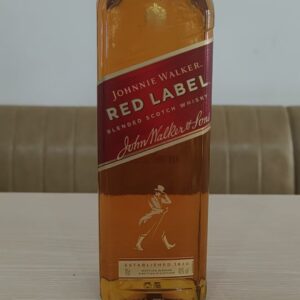 JOHNNIE WALKER
RED LABEL
BLENDED SCOTCH WHISKY
John Walker & Sons
ESTABLISHED 1820